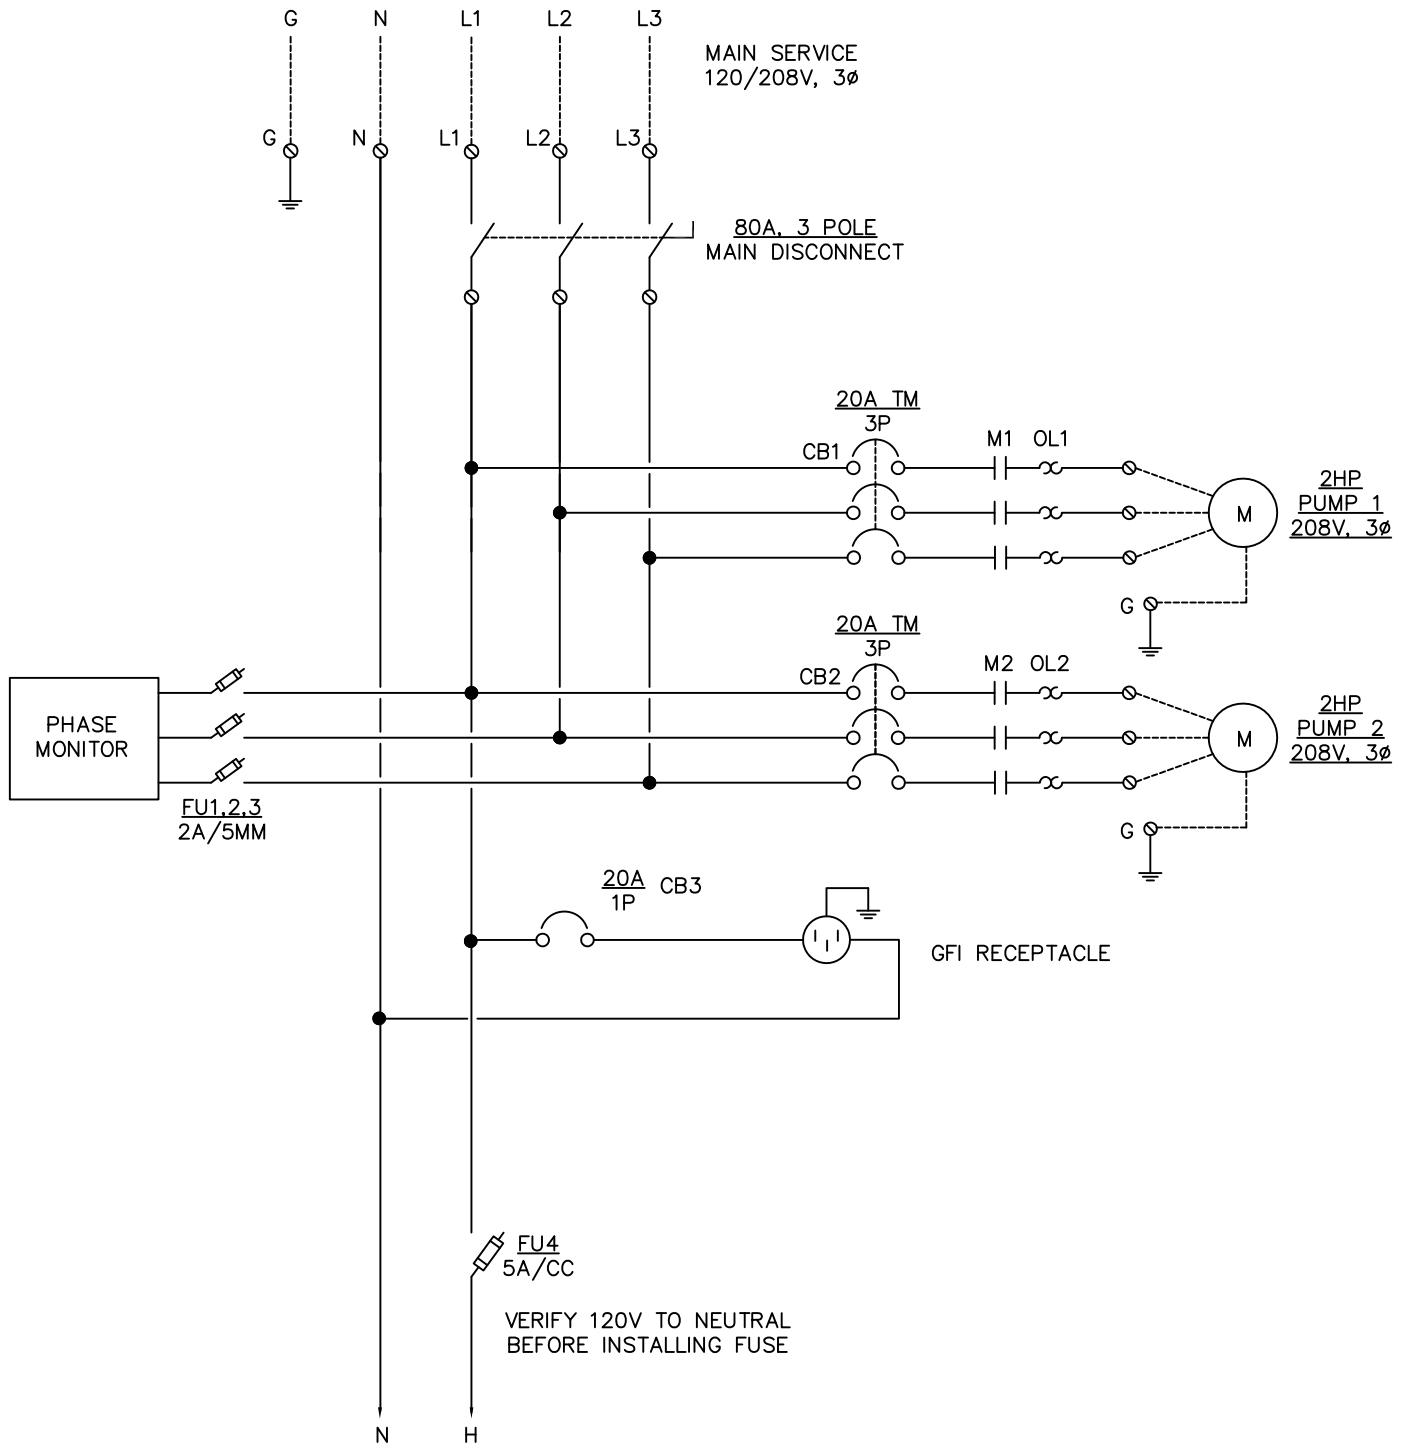 G N L1 L2 L3
MAIN SERVICE
120/208V, 3ø
G N L1 L2 L3
80A, 3 POLE
MAIN DISCONNECT
20A TM
3P
CB1 M1 OL1
2HP
PUMP 1
208V, 3ø
M
G
20A TM
3P
CB2 M2 OL2
2HP
PUMP 2
208V, 3ø
M
G
PHASE
MONITOR
FU1,2,3
2A/5MM
20A CB3
1P
GFI RECEPTACLE
FU4
5A/CC
VERIFY 120V TO NEUTRAL
BEFORE INSTALLING FUSE
N H